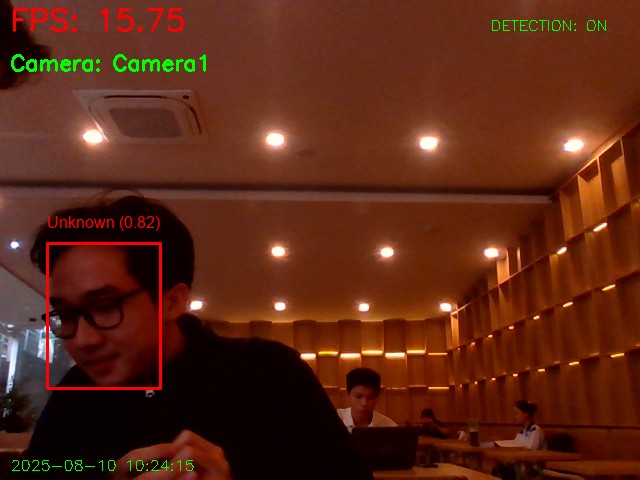 FPS: 15.75
DETECTION: ON
Camera: Camera1
Unknown (0.82)
2025-08-10 10:24:15